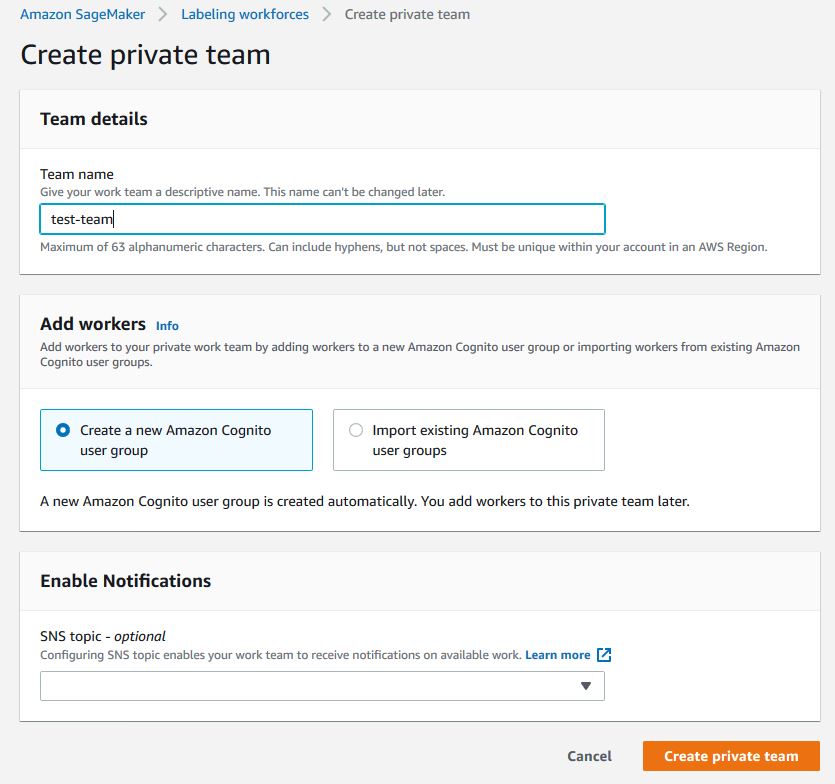 Amazon SageMaker > Labeling workforces > Create private team
Create private team
Team details
Team name
Give your work team a descriptive name. This name can't be changed later.
test-team
Maximum of 63 alphanumeric characters. Can include hyphens, but not spaces. Must be unique within your account in an AWS Region.
Add workers Info
Add workers to your private work team by adding workers to a new Amazon Cognito user group or importing workers from existing Amazon
Cognito user groups.
Create a new Amazon Cognito
user group
Import existing Amazon Cognito
user groups
A new Amazon Cognito user group is created automatically. You add workers to this private team later.
Enable Notifications
SNS topic - optional
Configuring SNS topic enables your work team to receive notifications on available work. Learn more
Cancel
Create private team